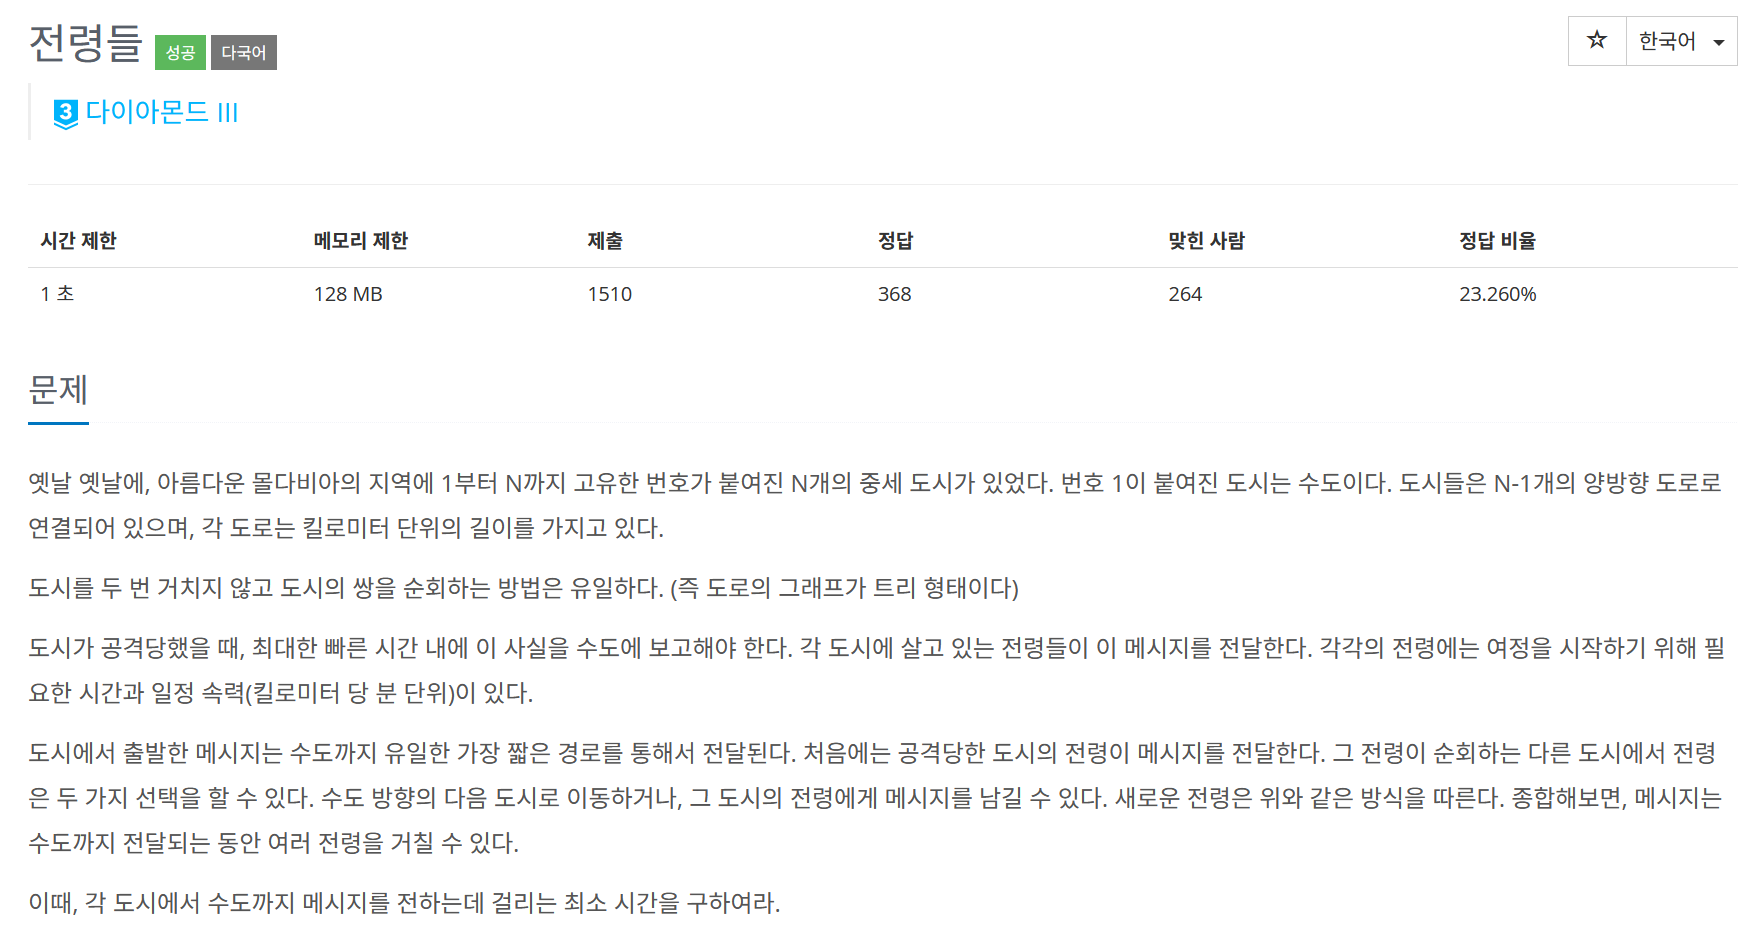 전령들 성공 다국어
☆ 한국어
3 다이아몬드 III
시간 제한 메모리 제한 제출 정답 맞힌 사람 정답 비율
1 초 128 MB 1510 368 264 23.260%
문제
옛날 옛날에, 아름다운 몰다비아의 지역에 1부터 N까지 고유한 번호가 붙여진 N개의 중세 도시가 있었다. 번호 1이 붙여진 도시는 수도이다. 도시들은 N-1개의 양방향 도로로
연결되어 있으며, 각 도로는 킬로미터 단위의 길이를 가지고 있다.
도시를 두 번 거치지 않고 도시의 쌍을 순회하는 방법은 유일하다. (즉 도로의 그래프가 트리 형태이다)
도시가 공격당했을 때, 최대한 빠른 시간 내에 이 사실을 수도에 보고해야 한다. 각 도시에 살고 있는 전령들이 이 메시지를 전달한다. 각각의 전령에는 여정을 시작하기 위해 필
요한 시간과 일정 속력(킬로미터 당 분 단위)이 있다.
도시에서 출발한 메시지는 수도까지 유일한 가장 짧은 경로를 통해서 전달된다. 처음에는 공격당한 도시의 전령이 메시지를 전달한다. 그 전령이 순회하는 다른 도시에서 전령
은 두 가지 선택을 할 수 있다. 수도 방향의 다음 도시로 이동하거나, 그 도시의 전령에게 메시지를 남길 수 있다. 새로운 전령은 위와 같은 방식을 따른다. 종합해보면, 메시지는
수도까지 전달되는 동안 여러 전령을 거칠 수 있다.
이때, 각 도시에서 수도까지 메시지를 전하는데 걸리는 최소 시간을 구하여라.